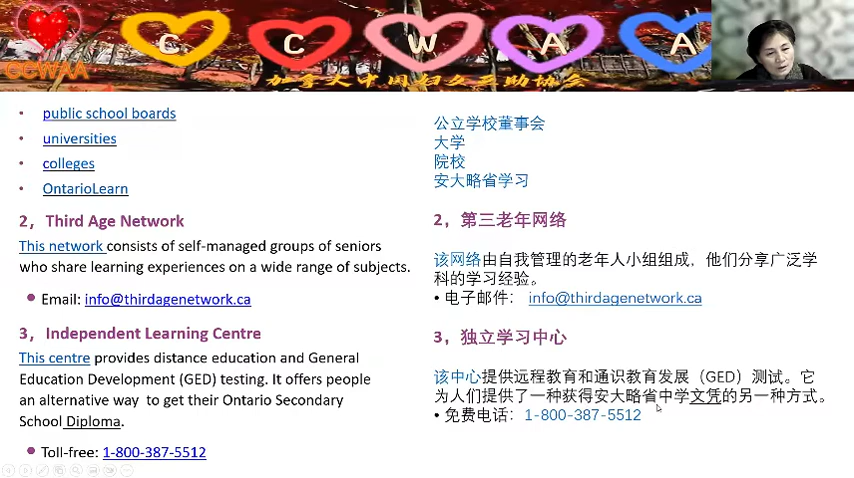 C C W A A
CCWAA
加拿大中国妇女互助协会
• public school boards
• universities
• colleges
• OntarioLearn
2，Third Age Network
This network consists of self-managed groups of seniors
who share learning experiences on a wide range of subjects.
• Email: info@thirdagenetwork.ca
3，Independent Learning Centre
This centre provides distance education and General
Education Development (GED) testing. It offers people
an alternative way to get their Ontario Secondary
School Diploma.
• Toll-free: 1-800-387-5512
公立学校董事会
大学
院校
安大略省学习
2，第三老年网络
该网络由自我管理的老年人小组组成，他们分享广泛学
科的学习经验。
• 电子邮件： info@thirdagenetwork.ca
3，独立学习中心
该中心提供远程教育和通识教育发展（GED）测试。它
为人们提供了一种获得安大略省中学文凭的另一种方式。
• 免费电话：1-800-387-5512